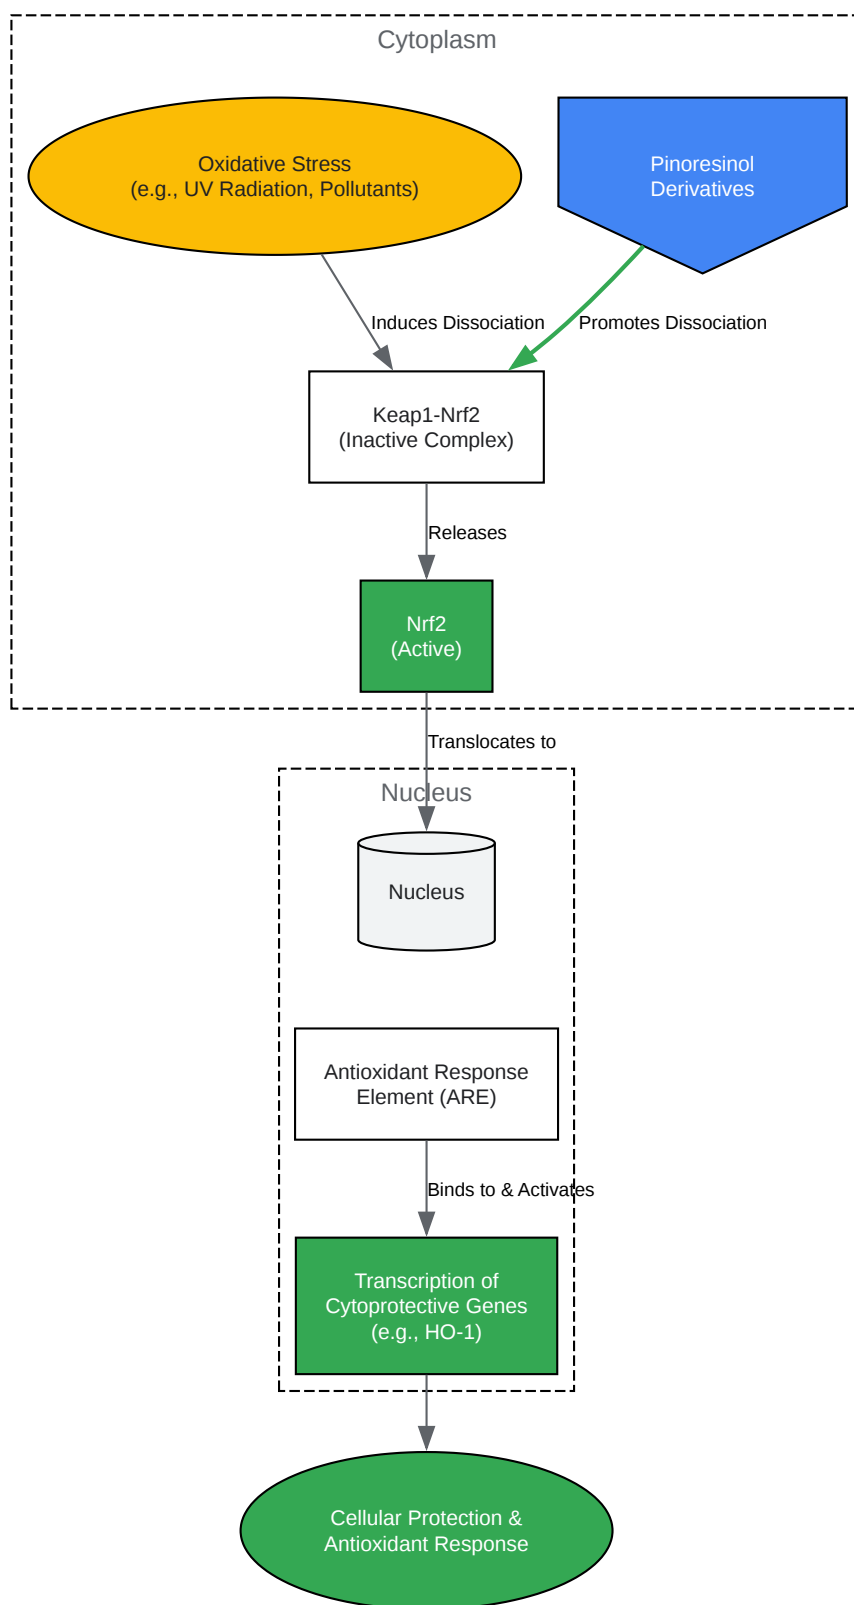 Cytoplasm
Oxidative Stress
(e.g., UV Radiation, Pollutants)
Pinoresinol
Derivatives
Induces Dissociation
Promotes Dissociation
Keap1-Nrf2
(Inactive Complex)
Releases
Nrf2
(Active)
Translocates to
Nucleus
Nucleus
Antioxidant Response
Element (ARE)
Binds to & Activates
Transcription of
Cytoprotective Genes
(e.g., HO-1)
Cellular Protection &
Antioxidant Response